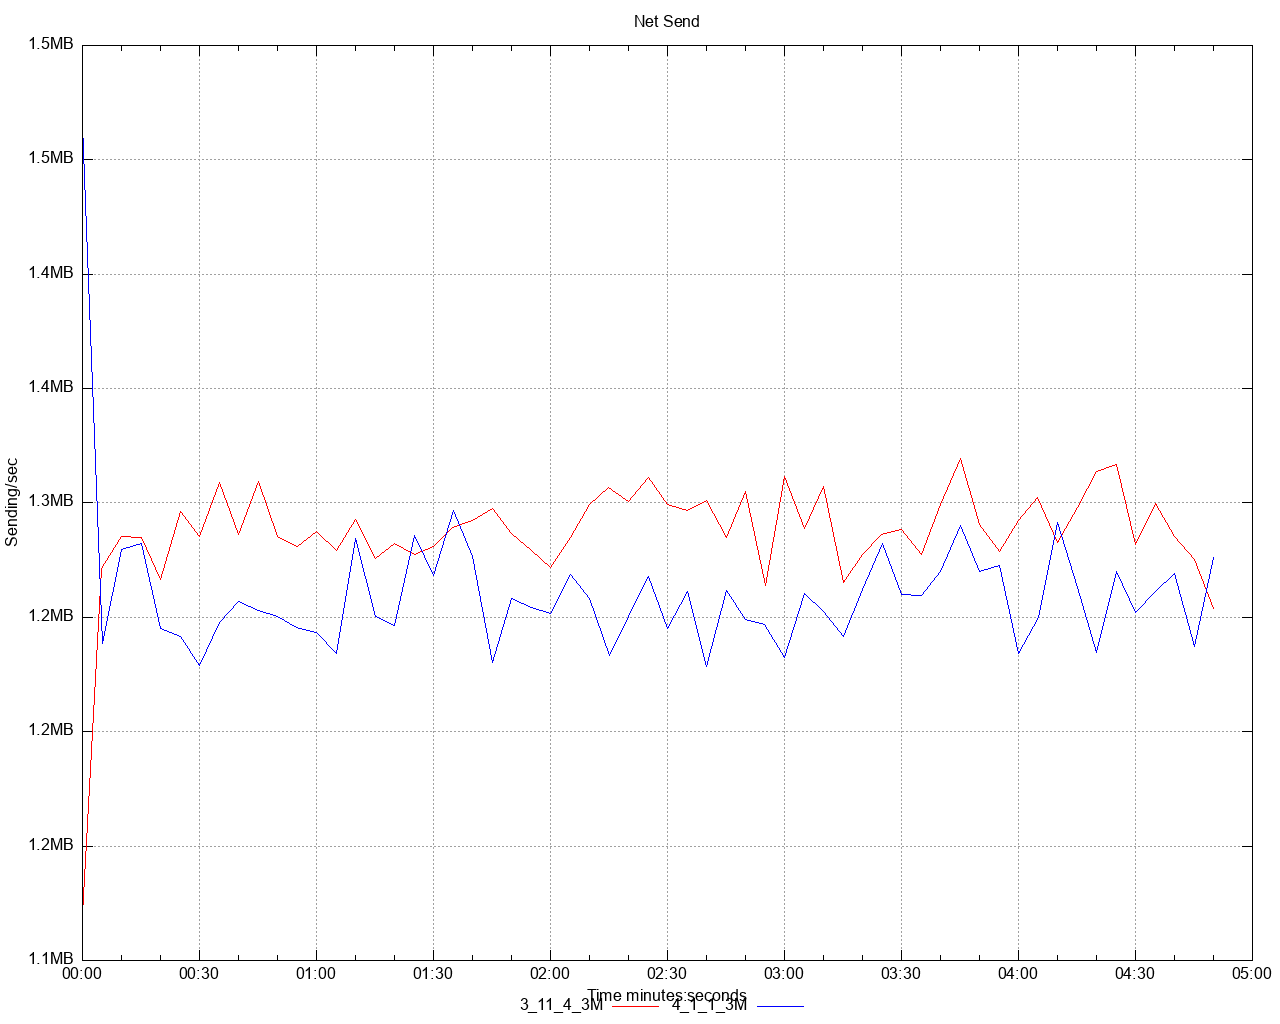 Net Send
1.5MB
1.5MB
1.4MB
1.4MB
1.3MB
1.2MB
1.2MB
1.2MB
1.1MB
Sending/sec
00:00 00:30 01:00 01:30 02:00 02:30 03:00 03:30 04:00 04:30 05:00
Time minutes:seconds
3_11_4_3M 4_1_1_3M